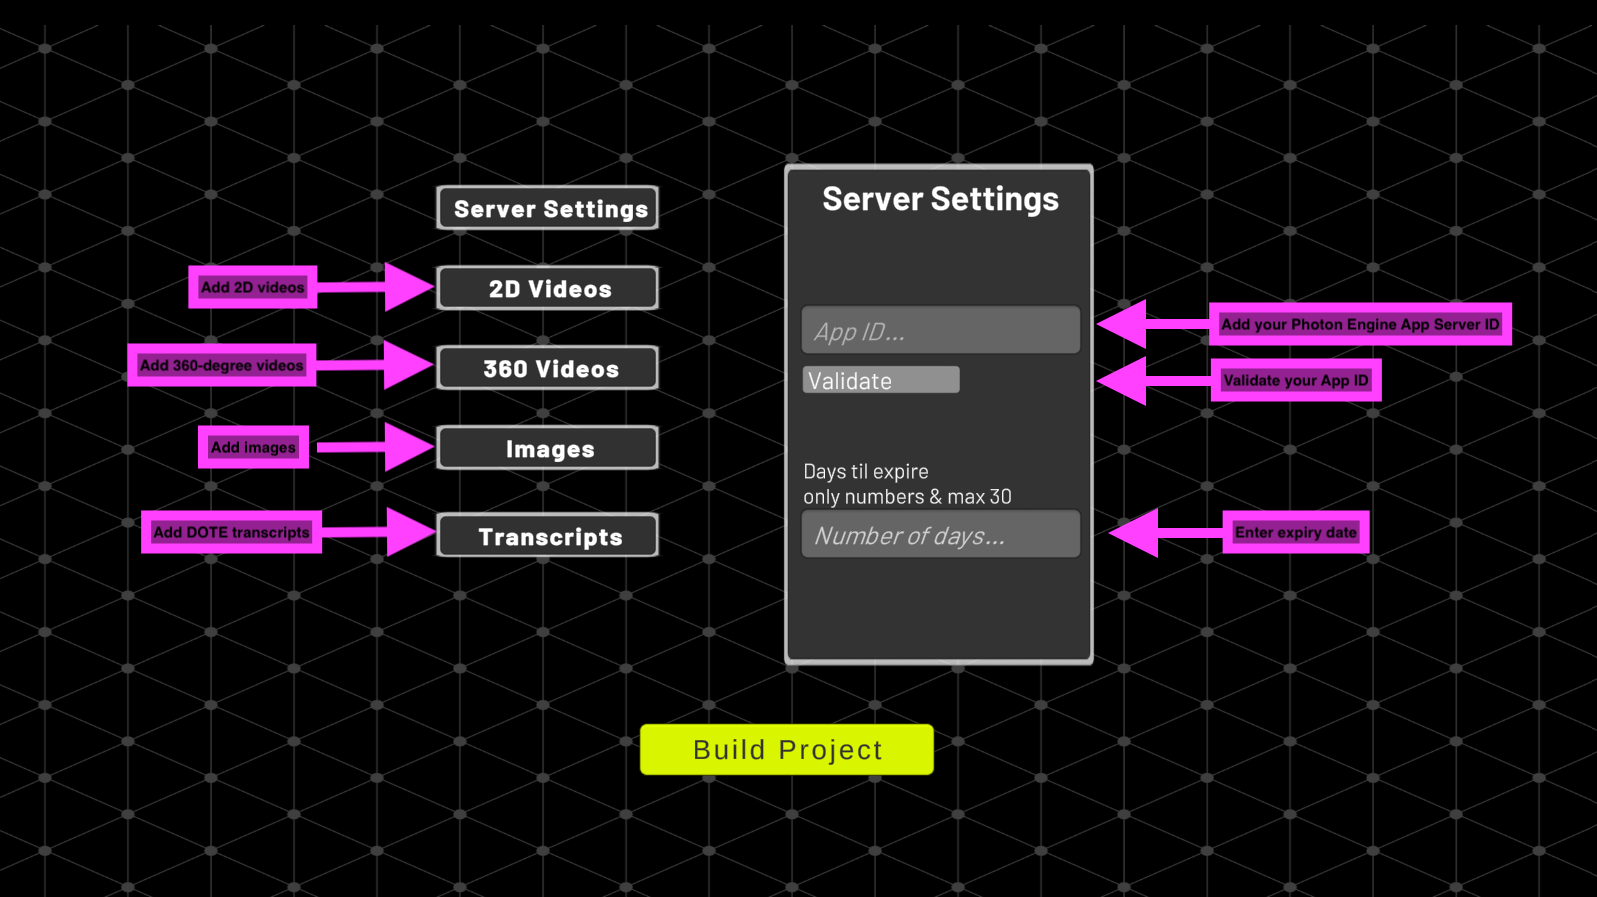 Server Settings
2D Videos
360 Videos
Images
Transcripts
Add 2D videos
Add 360-degree videos
Add images
Add DOTE transcripts
Server Settings
App ID...
Validate
Days til expire
only numbers & max 30
Number of days...
Add your Photon Engine App Server ID
Validate your App ID
Enter expiry date
Build Project